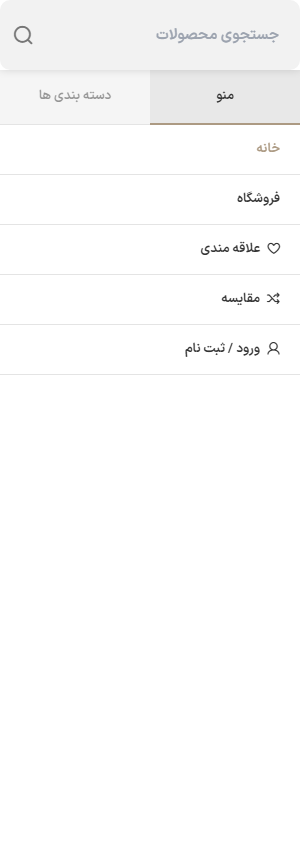 جستجوی محصولات
منو
دسته بندی ها
خانه
فروشگاه
علاقه مندی
مقایسه
ورود / ثبت نام